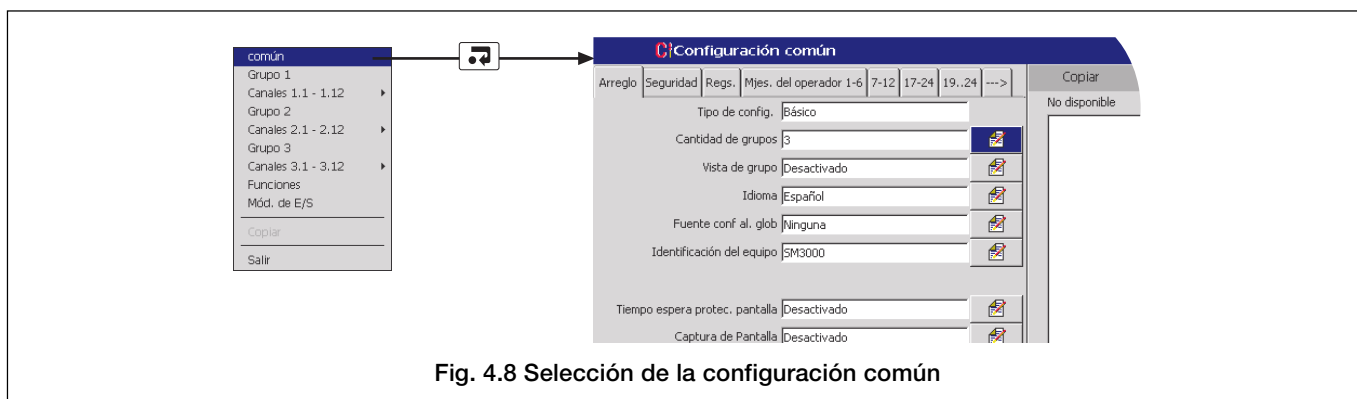 común
Grupo 1
Canales 1.1 - 1.12
Grupo 2
Canales 2.1 - 2.12
Grupo 3
Canales 3.1 - 3.12
Funciones
Mód. de E/S
Copiar
Salir
Configuración común
Arreglo Seguridad Regs. Mjes. del operador 1-6 7-12 17-24 19..24 --->
Copiar
No disponible
Tipo de config. Básico
Cantidad de grupos 3
Vista de grupo Desactivado
Idioma Español
Fuente conf al. glob Ninguna
Identificación del equipo SM3000
Tiempo espera protec. pantalla Desactivado
Captura de Pantalla Desactivado
Fig. 4.8 Selección de la configuración común